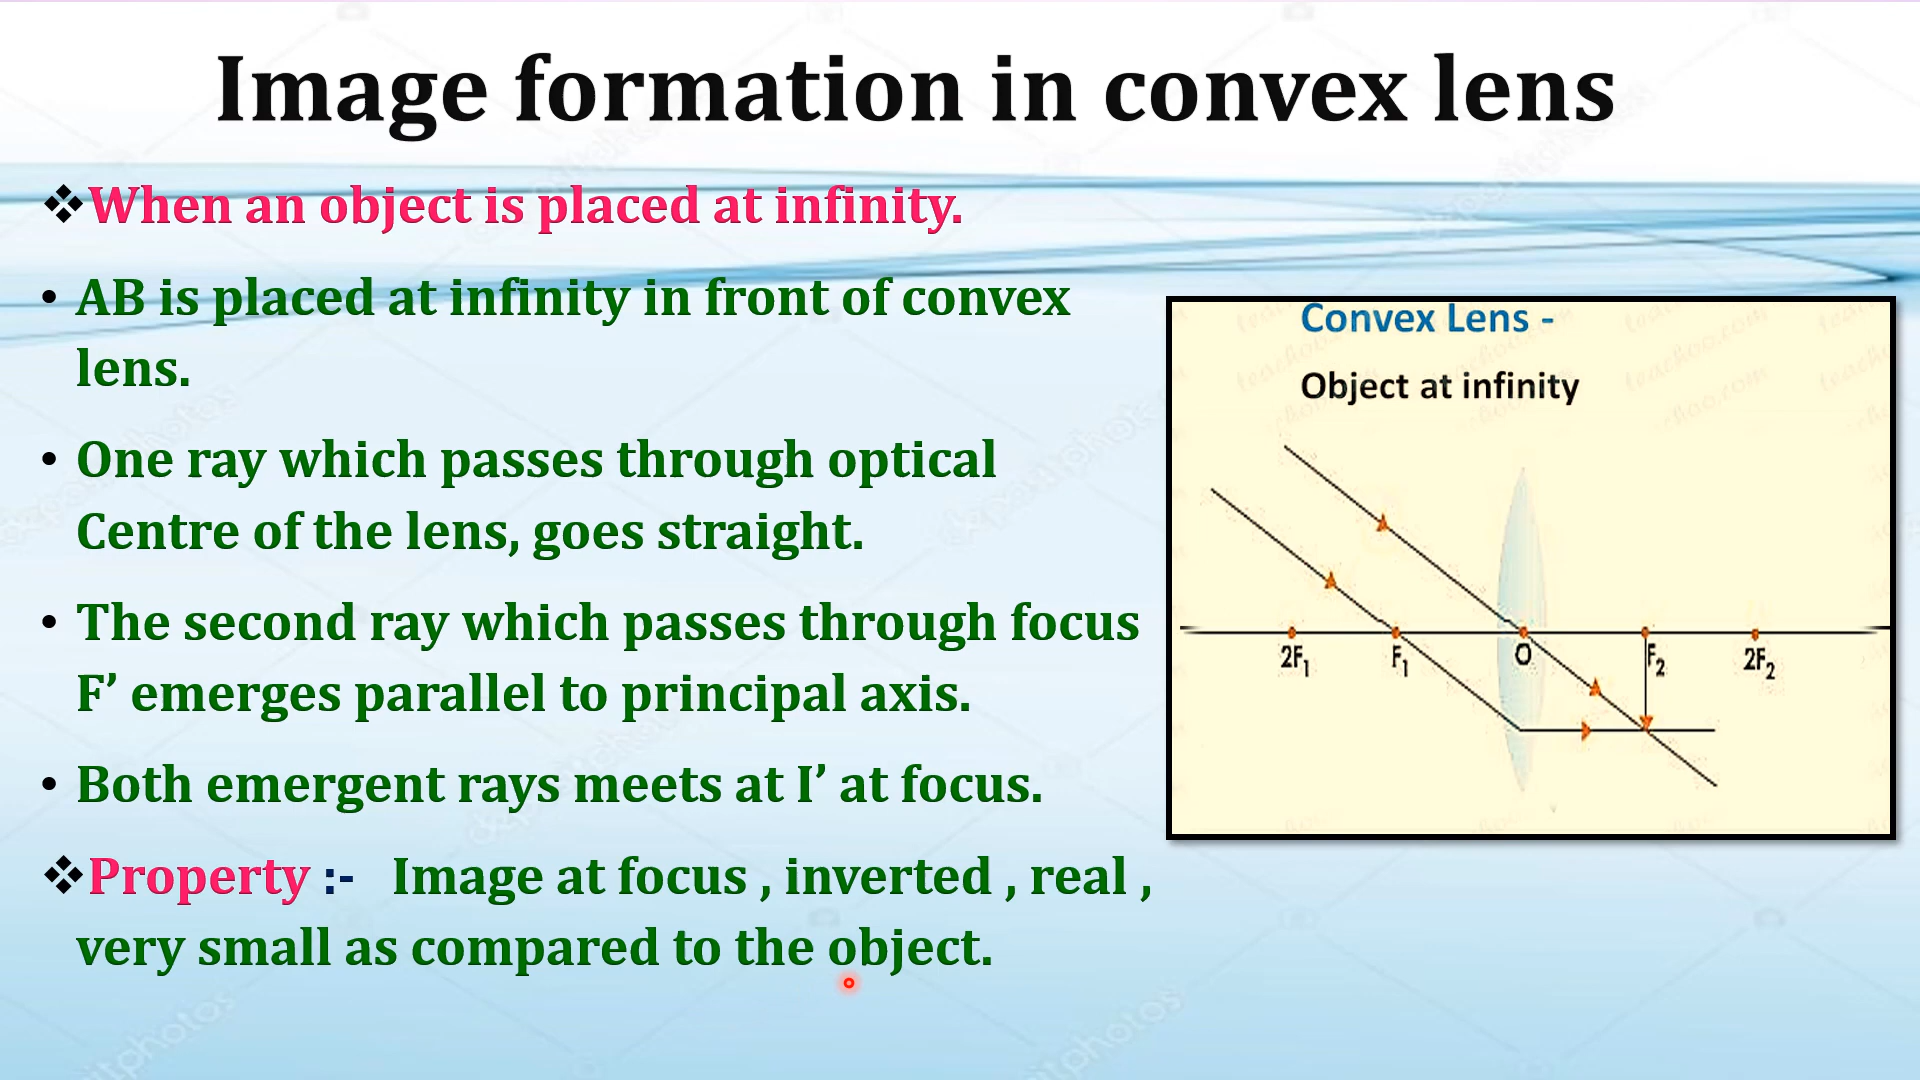 Image formation in convex lens
❖When an object is placed at infinity.
• AB is placed at infinity in front of convex
lens.
• One ray which passes through optical
Centre of the lens, goes straight.
• The second ray which passes through focus
F’ emerges parallel to principal axis.
• Both emergent rays meets at I’ at focus.
❖Property :- Image at focus , inverted , real ,
very small as compared to the object.
Convex Lens -
Object at infinity
2F₁ F₁ O F₂ 2F₂
teachoo.com
depositphotos